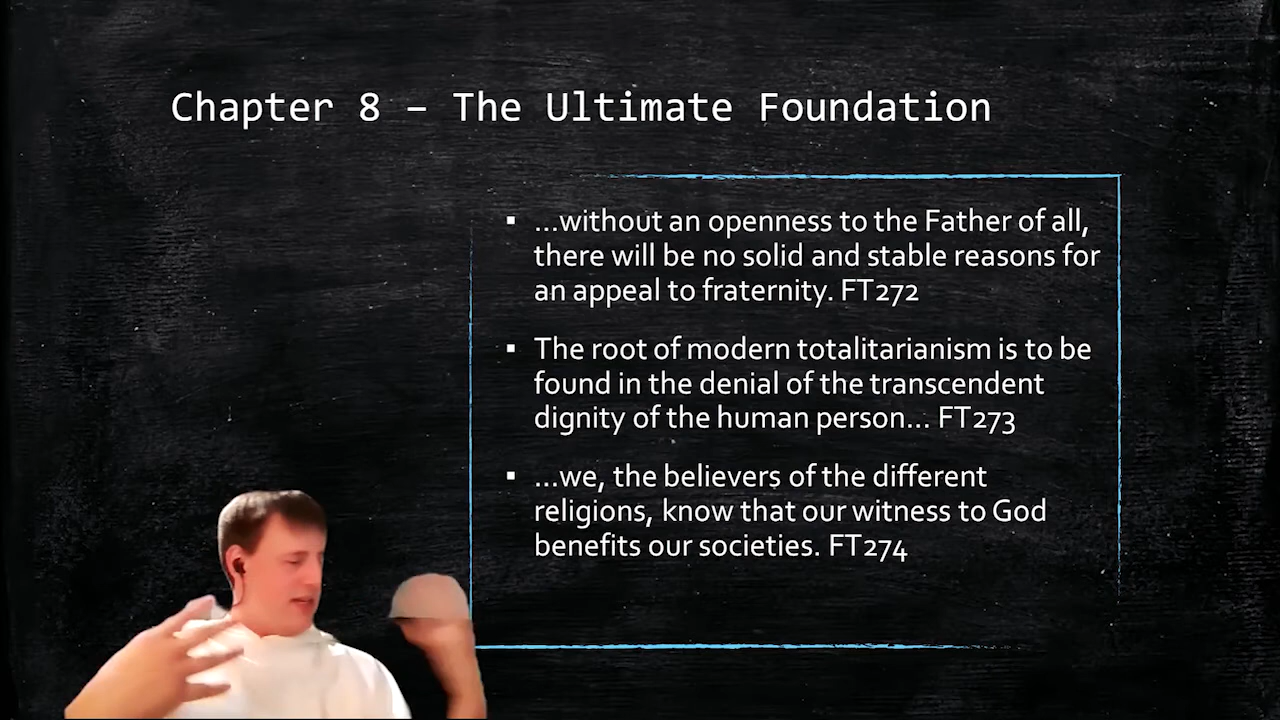 Chapter 8 – The Ultimate Foundation
▪ …without an openness to the Father of all,
there will be no solid and stable reasons for
an appeal to fraternity. FT272
▪ The root of modern totalitarianism is to be
found in the denial of the transcendent
dignity of the human person… FT273
▪ …we, the believers of the different
religions, know that our witness to God
benefits our societies. FT274